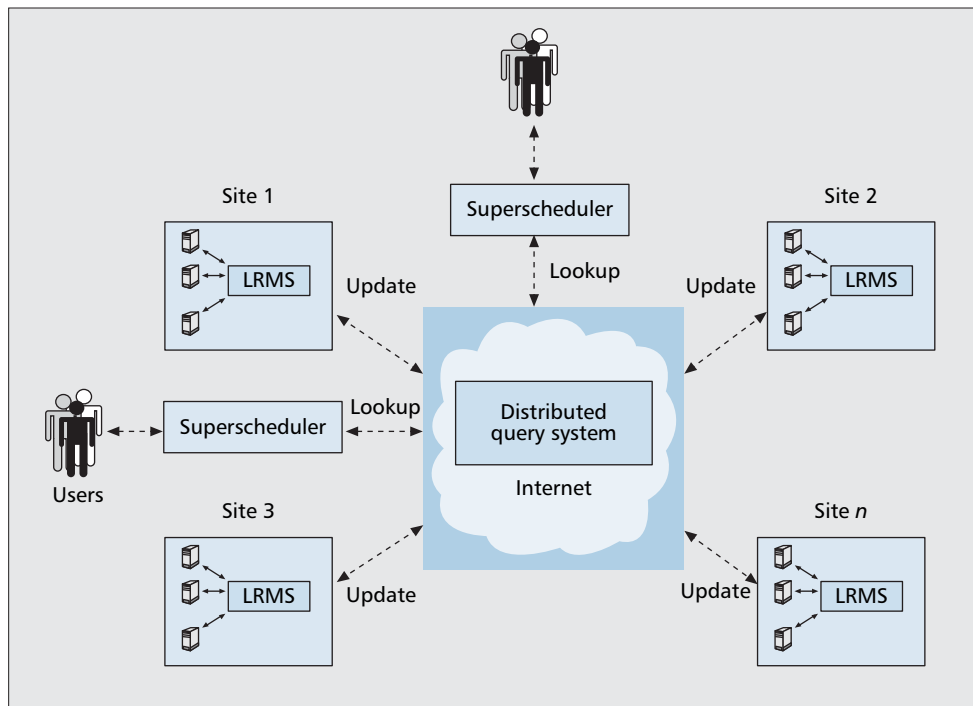 Superscheduler
Lookup
Site 1
LRMS
Update
Site 2
LRMS
Update
Distributed
query system
Internet
Superscheduler
Lookup
Users
Site 3
LRMS
Update
Site n
LRMS
Update